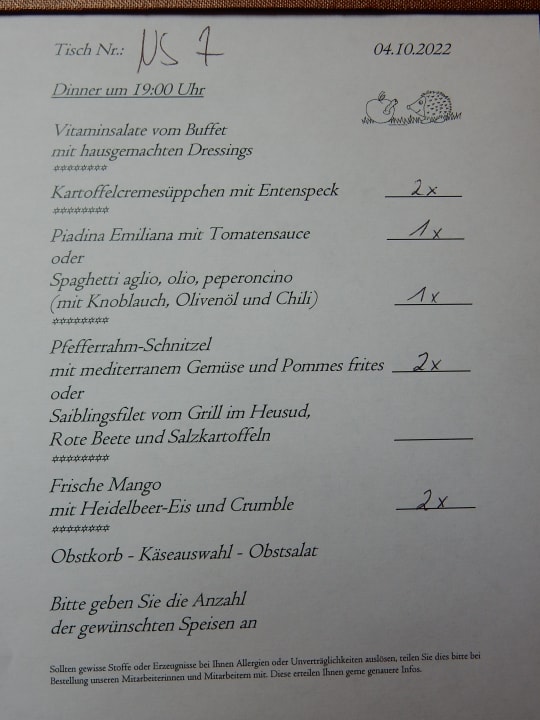 Tisch Nr.: NS 7 04.10.2022
Dinner um 19:00 Uhr
Vitaminsalate vom Buffet
mit hausgemachten Dressings
********
Kartoffelcremesüppchen mit Entenspeck 2x
********
Piadina Emiliana mit Tomatensauce 1x
oder
Spaghetti aglio, olio, peperoncino
(mit Knoblauch, Olivenöl und Chili) 1x
********
Pfefferrahm-Schnitzel
mit mediterranem Gemüse und Pommes frites 2x
oder
Saiblingsfilet vom Grill im Heusud,
Rote Beete und Salzkartoffeln
********
Frische Mango
mit Heidelbeer-Eis und Crumble 2x
********
Obstkorb - Käseauswahl - Obstsalat
Bitte geben Sie die Anzahl
der gewünschten Speisen an
Sollten gewisse Stoffe oder Erzeugnisse bei Ihnen Allergien oder Unverträglichkeiten auslösen, teilen Sie dies bitte bei
Bestellung unseren Mitarbeiterinnen und Mitarbeitern mit. Diese erteilen Ihnen gerne genauere Infos.